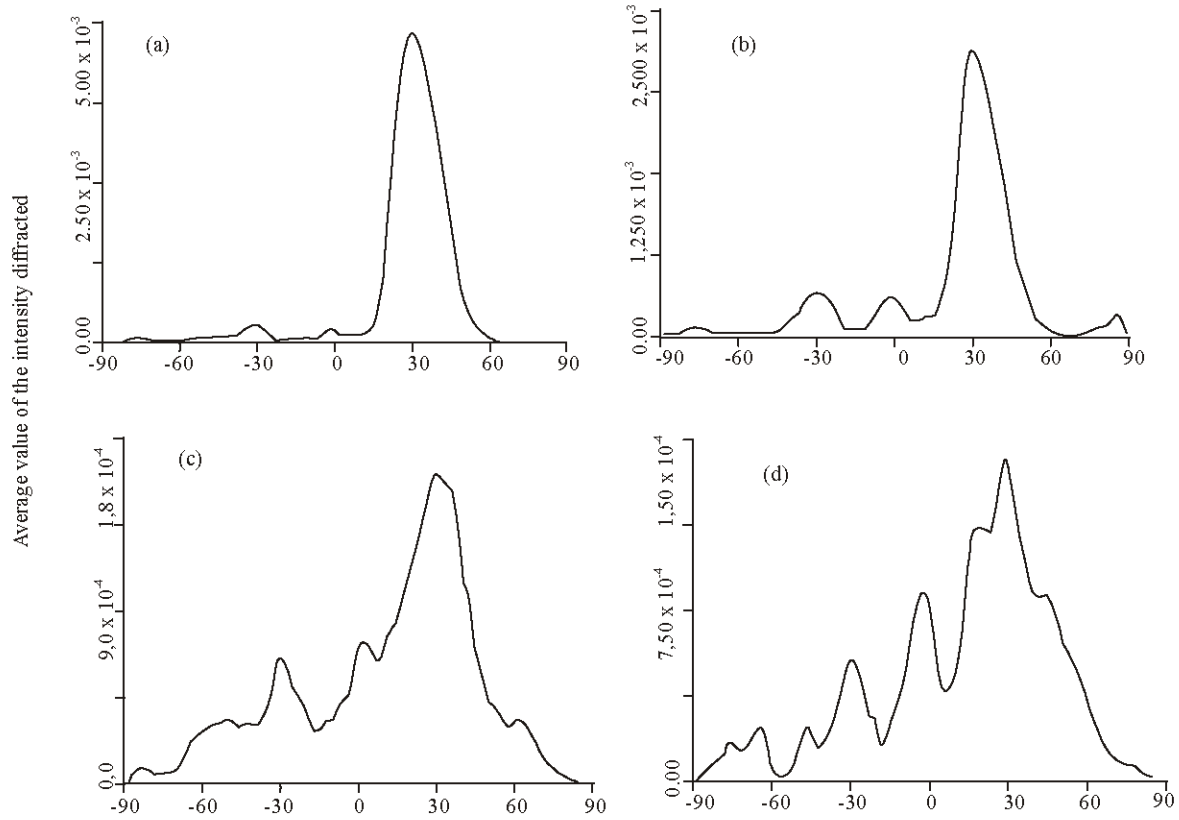 Average value of the intensity diffracted
(a)
5.00 x 10-3
2.50 x 10-3
0.00
-90 -60 -30 0 30 60 90
(b)
2,500 x 10-3
1,250 x 10-3
0.00
-90 -60 -30 0 30 60 90
(c)
1,8 x 10-4
9,0 x 10-4
0,0
-90 -60 -30 0 30 60 90
(d)
1,50 x 10-4
7,50 x 10-4
0.00
-90 -60 -30 0 30 60 90